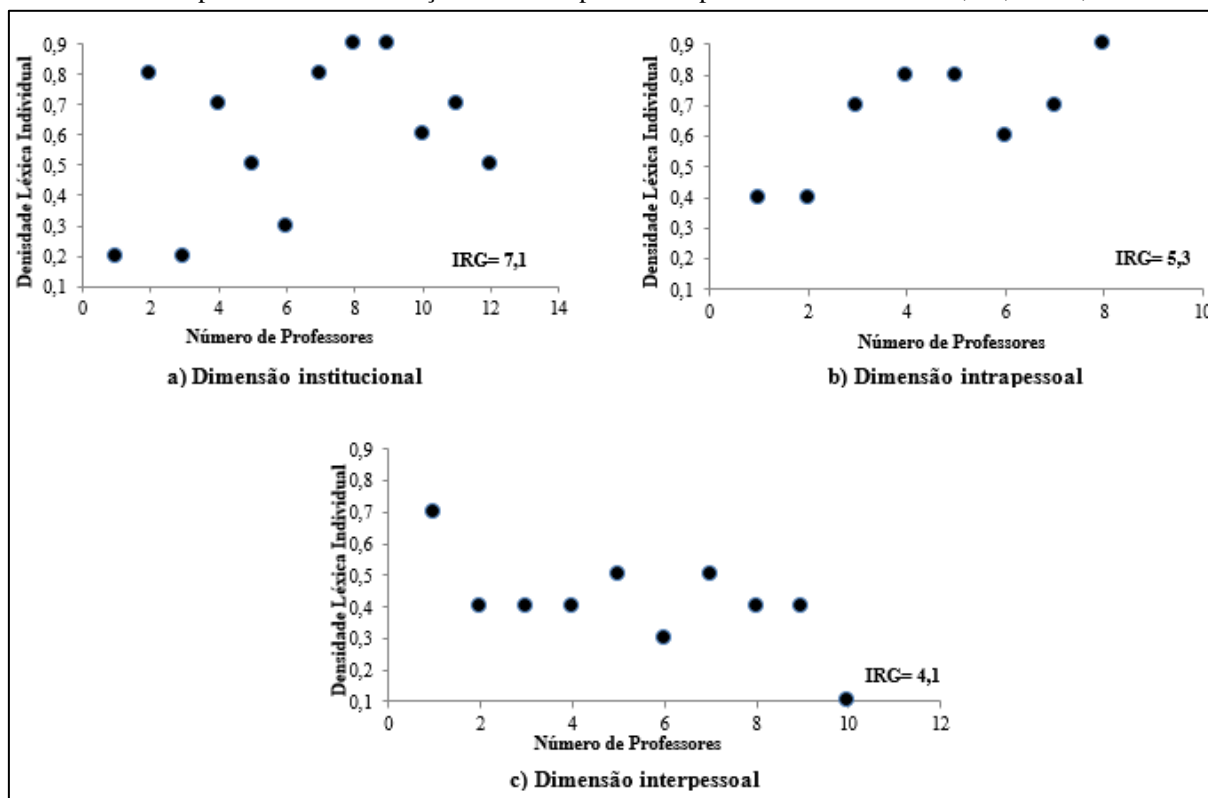 0,9
0,8
0,7
0,6
0,5
0,4
0,3
0,2
0,1
0 2 4 6 8 10 12 14
Denisdade Léxica Individual
IRG= 7,1
Número de Professores
a) Dimensão institucional
0,9
0,8
0,7
0,6
0,5
0,4
0,3
0,2
0,1
0 2 4 6 8 10
Densidade Léxica Individual
IRG= 5,3
Número de Professores
b) Dimensão intrapessoal
0,9
0,8
0,7
0,6
0,5
0,4
0,3
0,2
0,1
0 2 4 6 8 10 12
Densidade Léxica Individual
IRG= 4,1
Número de Professores
c) Dimensão interpessoal